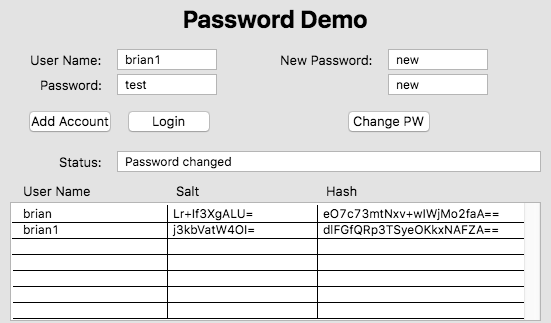 Password Demo
User Name: brian1 New Password: new
Password: test new
Add Account Login Change PW
Status: Password changed
User Name Salt Hash
brian Lr+If3XgALU= eO7c73mtNxv+wIWjMo2faA==
brian1 j3kbVatW4OI= dIFGfQRp3TSyeOKkxNAFZA==